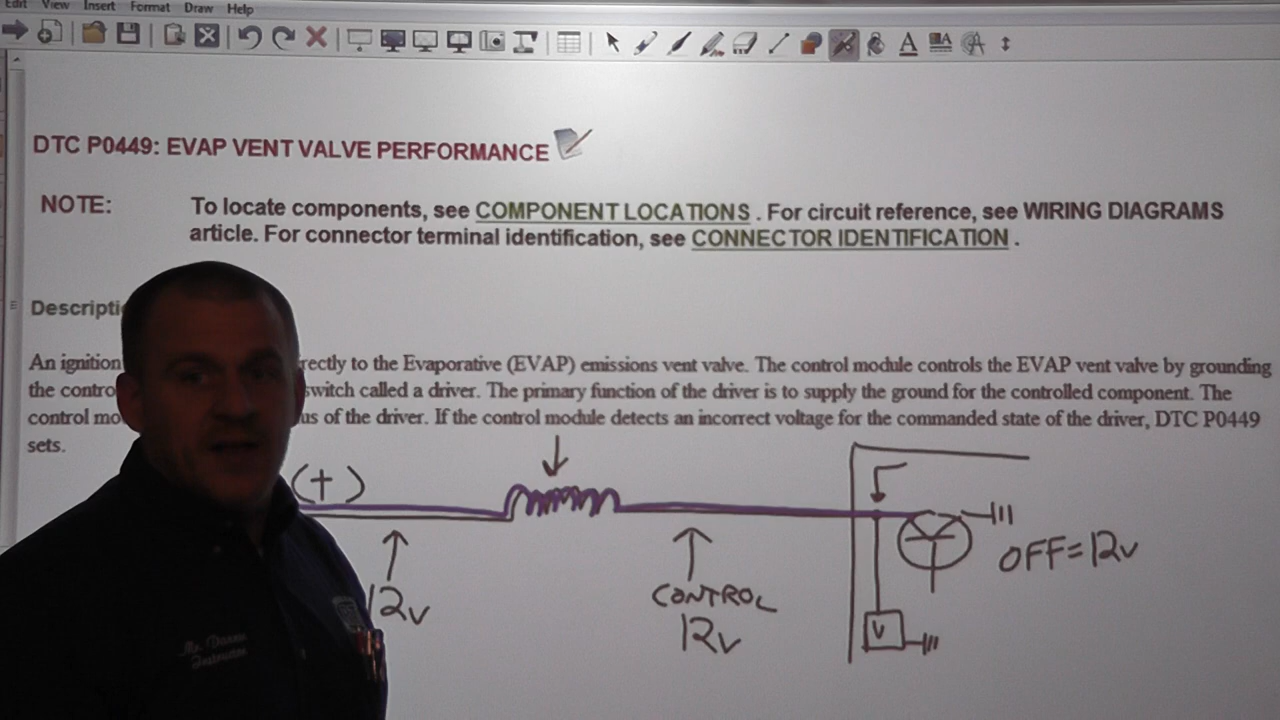 Edit View Insert Format Draw Help
DTC P0449: EVAP VENT VALVE PERFORMANCE
NOTE: To locate components, see COMPONENT LOCATIONS . For circuit reference, see WIRING DIAGRAMS
article. For connector terminal identification, see CONNECTOR IDENTIFICATION .
Descripti
An ignition rectly to the Evaporative (EVAP) emissions vent valve. The control module controls the EVAP vent valve by grounding
the contro switch called a driver. The primary function of the driver is to supply the ground for the controlled component. The
control mo us of the driver. If the control module detects an incorrect voltage for the commanded state of the driver, DTC P0449
sets.
(+)
OFF=12v
12v
CONTROL
12v
V
Mr.
Instructor